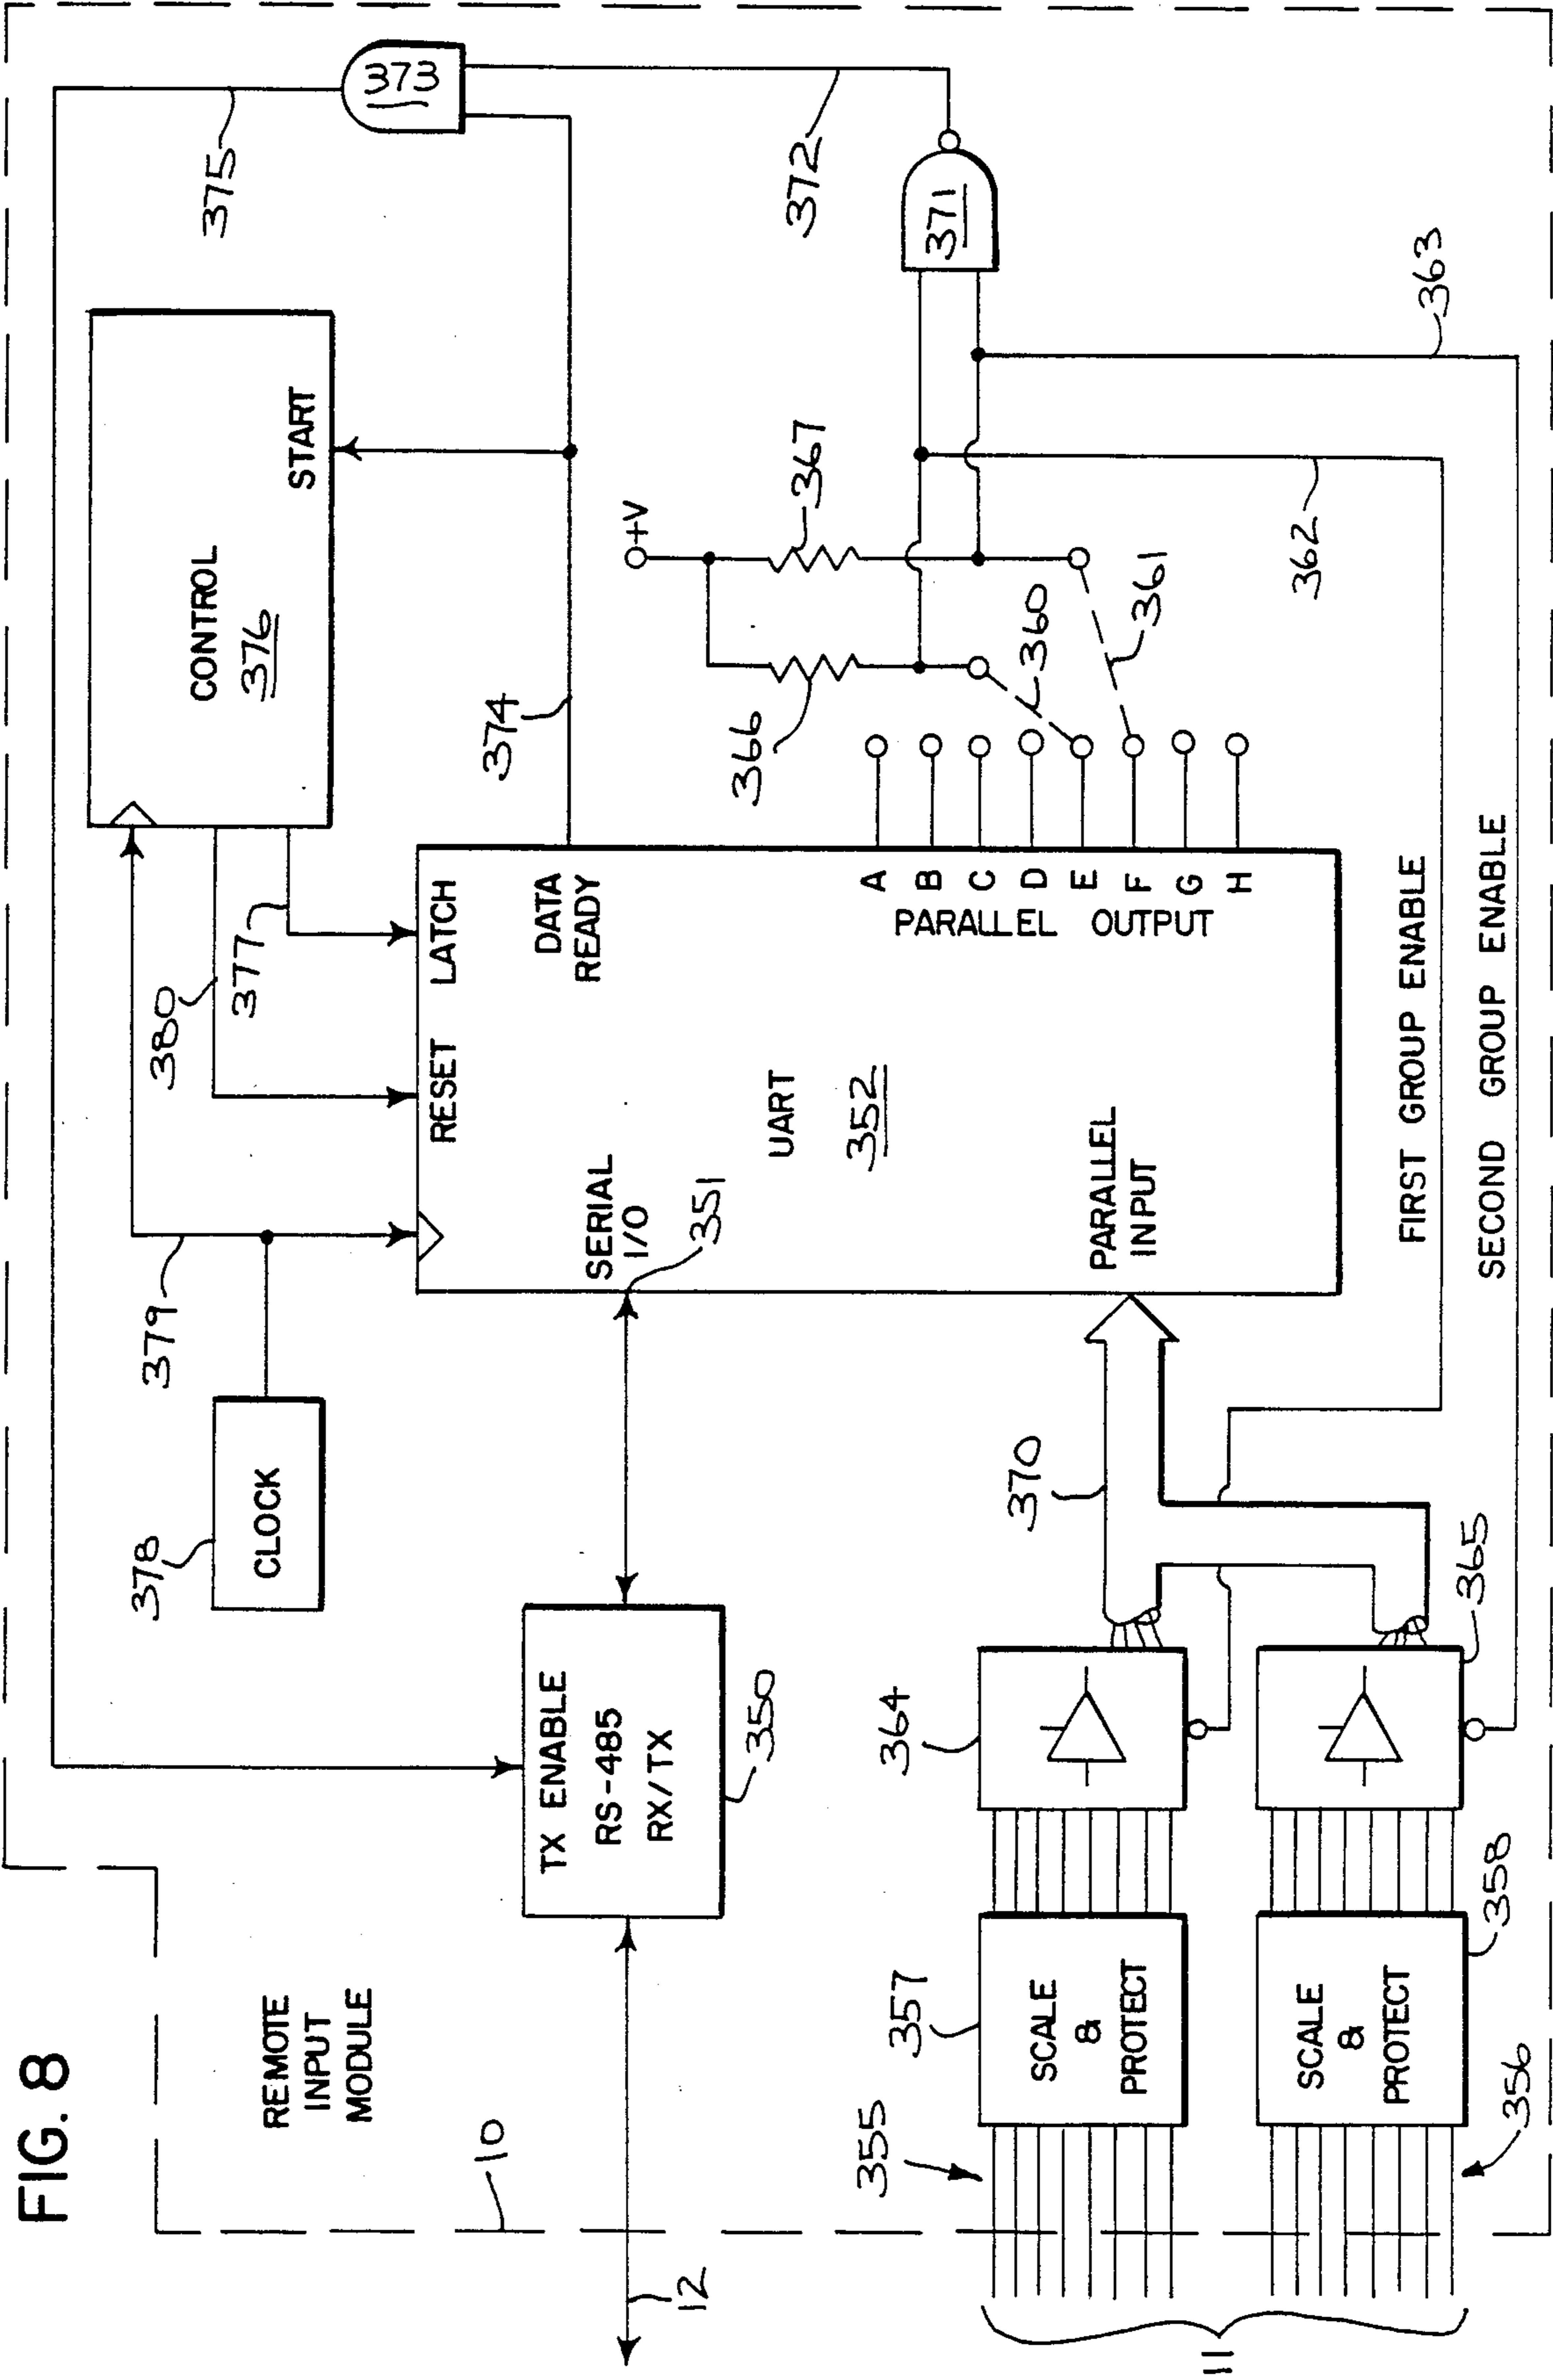 FIG. 8
REMOTE
INPUT
MODULE
10
12
11
378
CLOCK
379
380
377
CONTROL
376
START
375
373
374
372
371
TX ENABLE
RS-485
RX/TX
350
SERIAL
I/O
351
RESET
LATCH
DATA
READY
UART
352
PARALLEL
INPUT
A
B
C
D
E
F
G
H
PARALLEL OUTPUT
+V
366
367
360
361
362
363
370
364
365
355
357
SCALE
&
PROTECT
356
358
SCALE
&
PROTECT
FIRST GROUP ENABLE
SECOND GROUP ENABLE